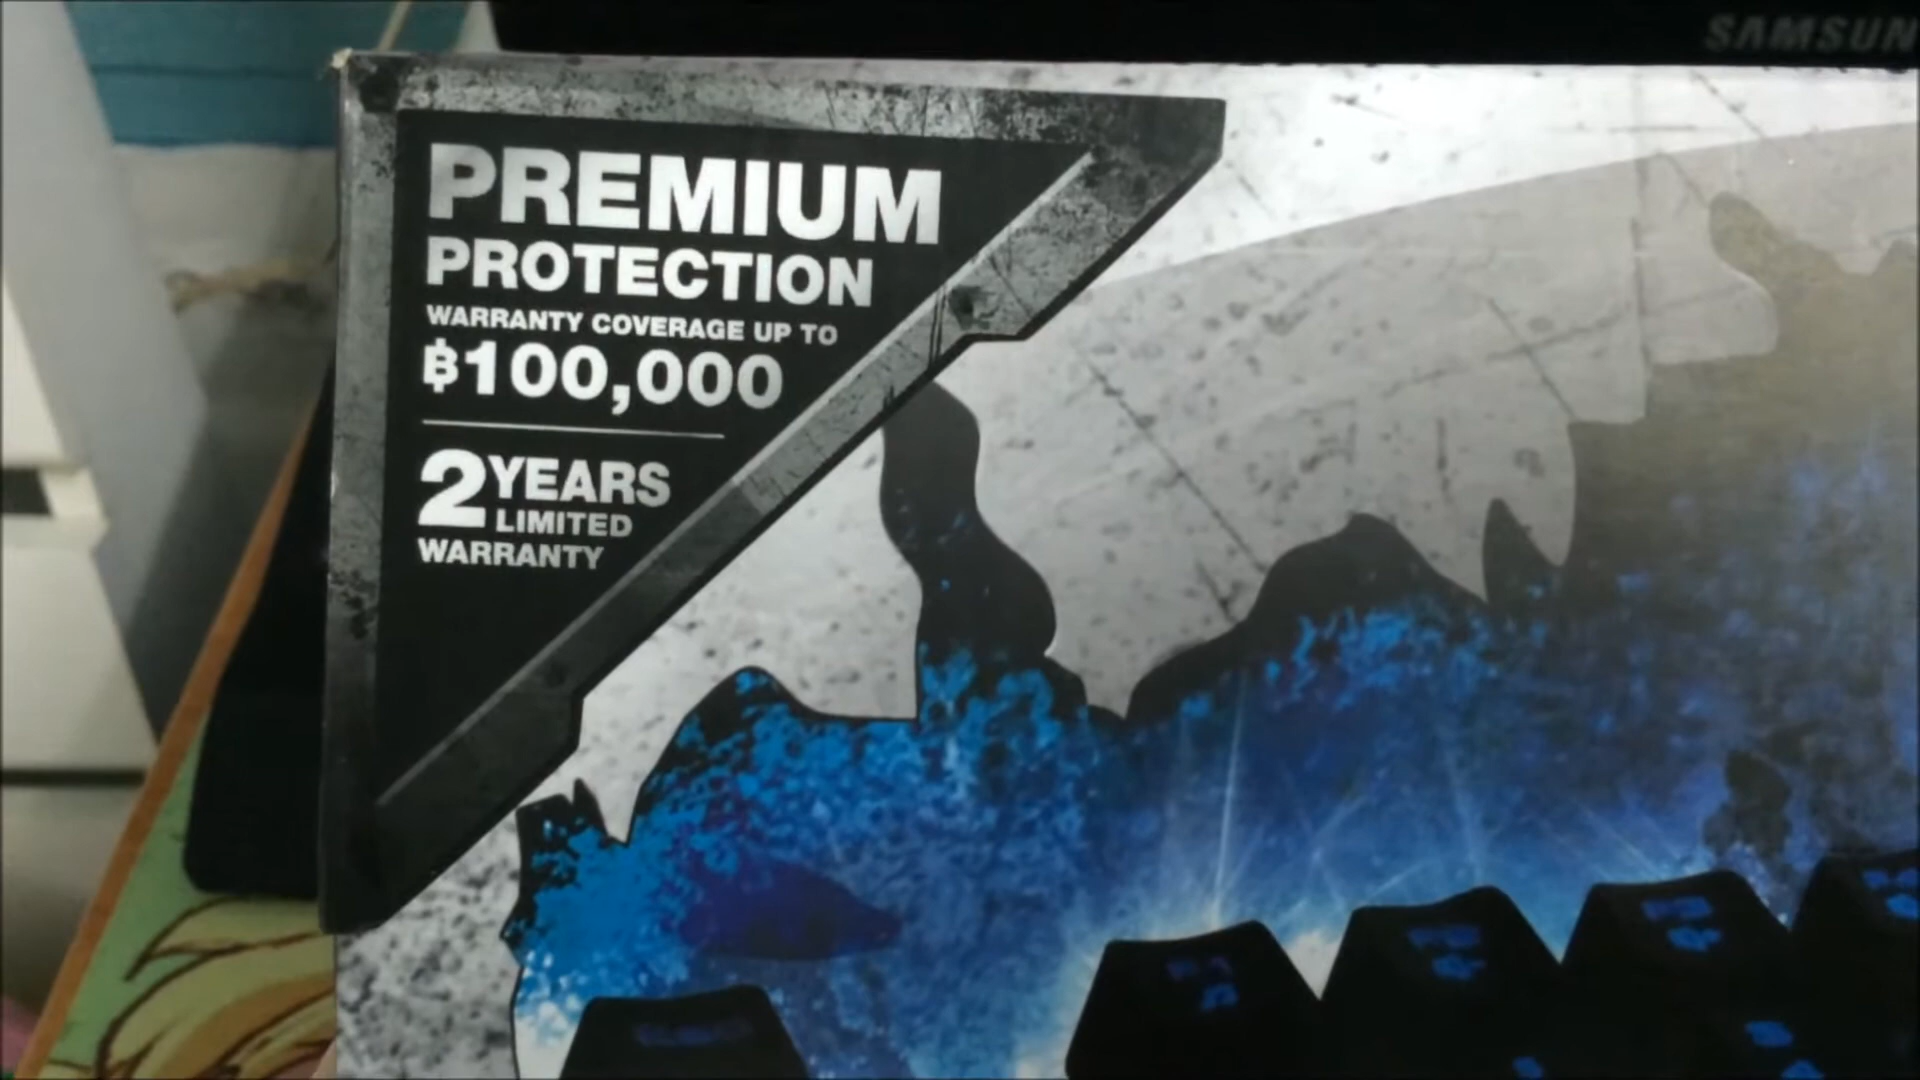 SAMSUN
PREMIUM
PROTECTION
WARRANTY COVERAGE UP TO
฿100,000
2 YEARS
LIMITED
WARRANTY